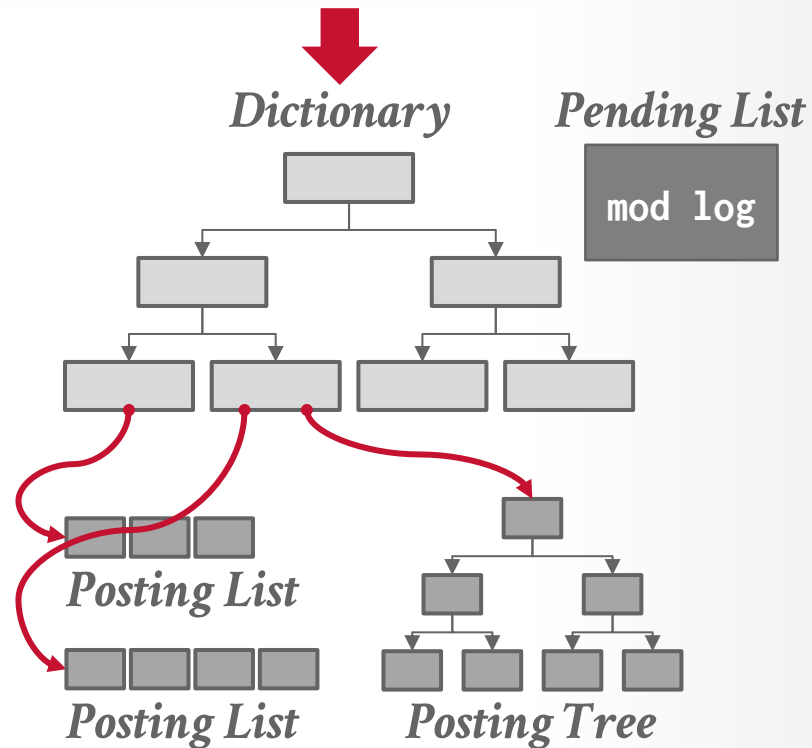 Dictionary
Pending List
mod log
Posting List
Posting List
Posting Tree